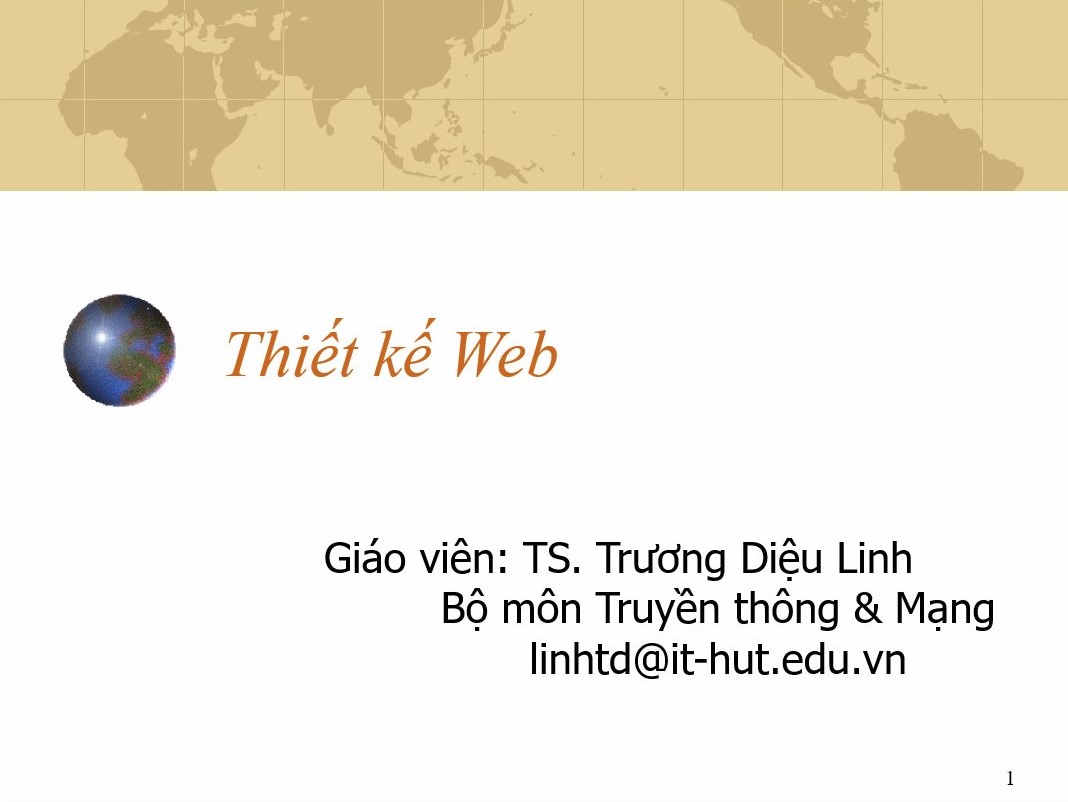 Thiết kế Web
Giáo viên: TS. Trương Diệu Linh
Bộ môn Truyền thông & Mạng
linhtd@it-hut.edu.vn
1